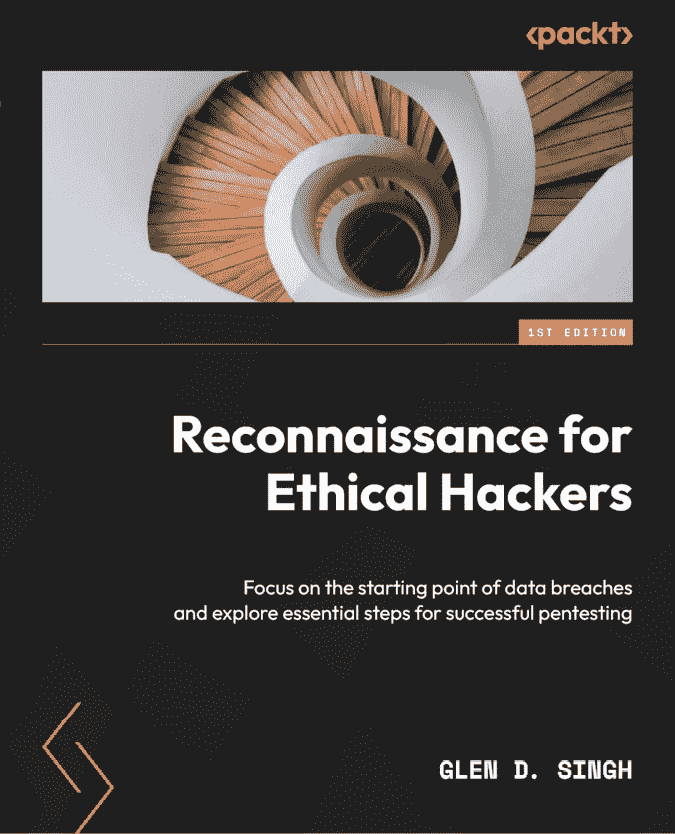 <packt>
1ST EDITION
Reconnaissance for
Ethical Hackers
Focus on the starting point of data breaches
and explore essential steps for successful pentesting
GLEN D. SINGH